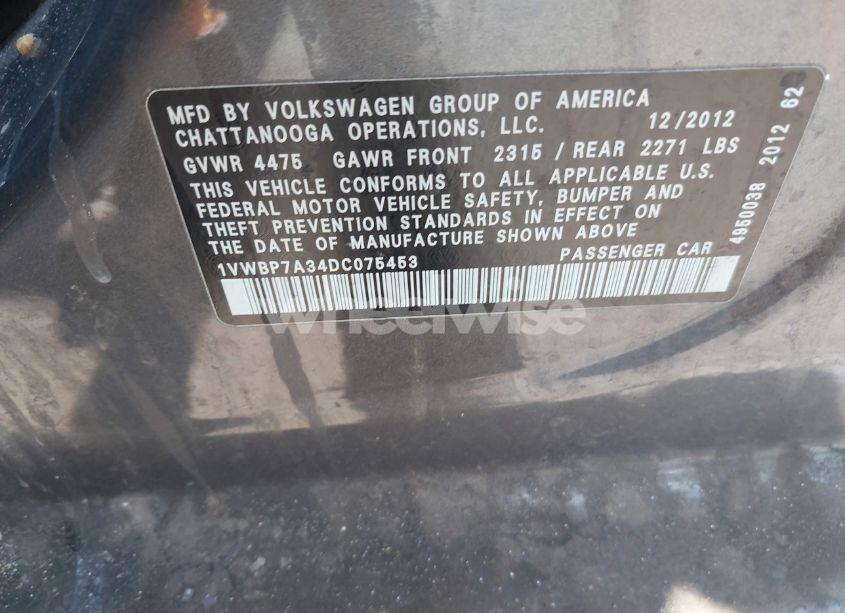 MFD BY VOLKSWAGEN GROUP OF AMERICA
CHATTANOOGA OPERATIONS, LLC. 12/2012
GVWR 4475 GAWR FRONT 2315 / REAR 2271 LBS
THIS VEHICLE CONFORMS TO ALL APPLICABLE U.S.
FEDERAL MOTOR VEHICLE SAFETY, BUMPER AND
THEFT PREVENTION STANDARDS IN EFFECT ON
THE DATE OF MANUFACTURE SHOWN ABOVE
1VWBP7A34DC075453 PASSENGER CAR
4950038 2012 62
wheelwise